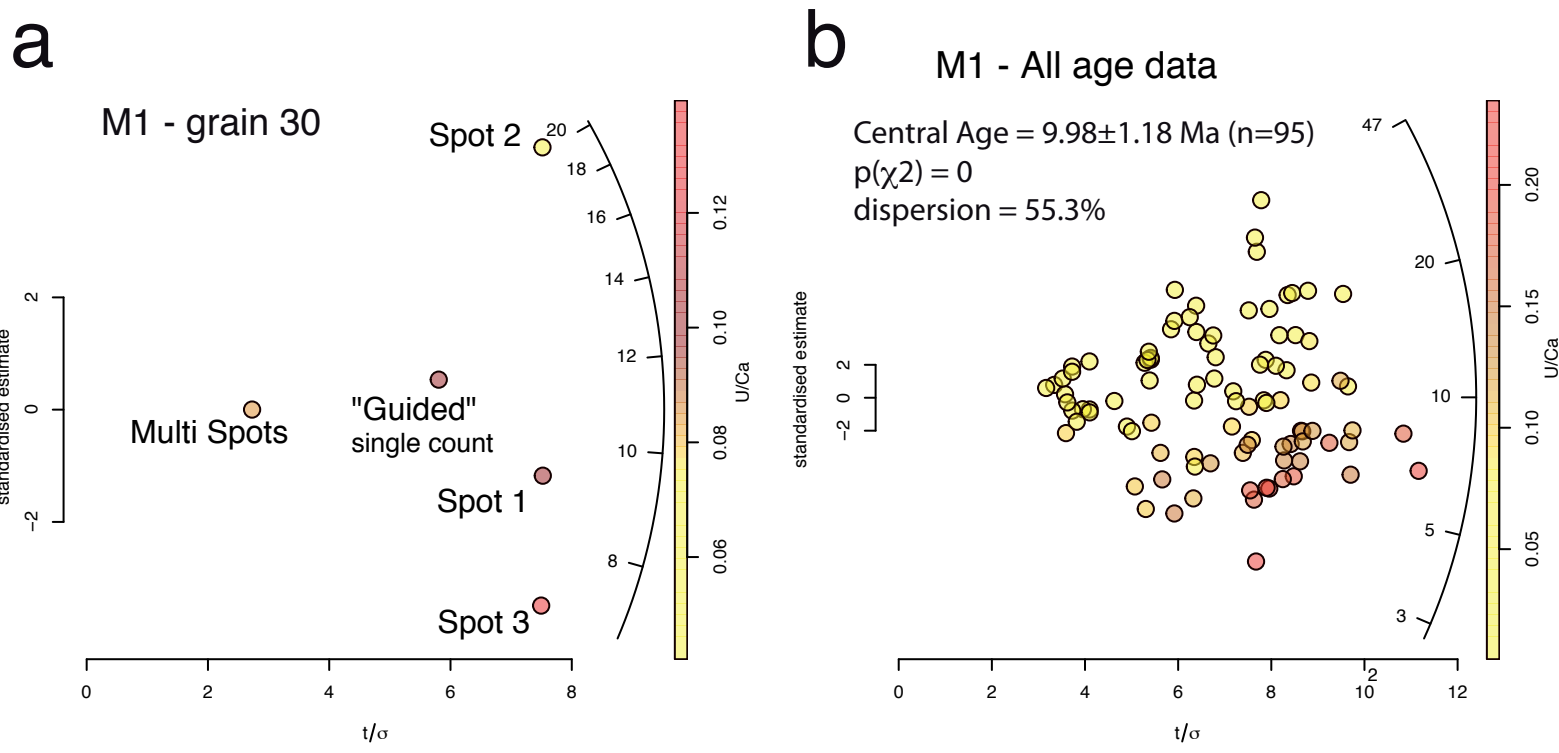 a
M1 - grain 30
Spot 2
Multi Spots
"Guided"
single count
Spot 1
Spot 3
standardised estimate
2
0
−2
0
2
4
6
8
t/σ
20
18
16
14
12
10
8
0.12
0.10
0.08
0.06
U/Ca
b
M1 - All age data
Central Age = 9.98±1.18 Ma (n=95)
p(χ2) = 0
dispersion = 55.3%
standardised estimate
2
0
−2
0
2
4
6
8
10
2
12
t/σ
47
20
10
5
3
0.20
0.15
0.10
0.05
U/Ca